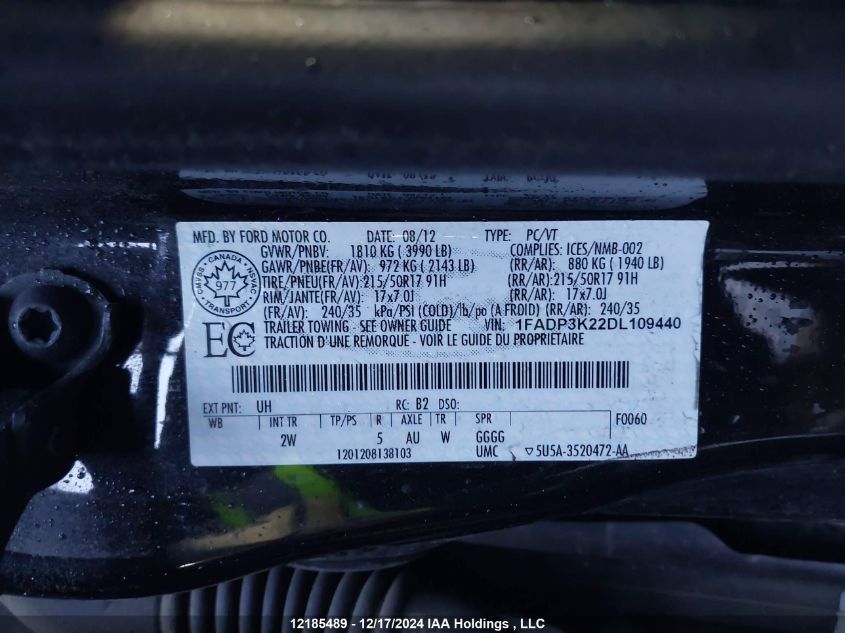 MFD. BY FORD MOTOR CO. DATE: 08/12 TYPE: PC/VT
GVWR/PNBV: 1810 KG ( 3990 LB) COMPLIES: ICES/NMB-002
GAWR/PNBE(FR/AV): 972 KG ( 2143 LB) (RR/AR): 880 KG ( 1940 LB)
TIRE/PNEU(FR/AV):215/50R17 91H (RR/AR):215/50R17 91H
RIM/JANTE(FR/AV): 17x7.0J (RR/AR): 17x7.0J
(FR/AV): 240/35 kPa/PSI (COLD)/lb/po (A FROID) (RR/AR): 240/35
TRAILER TOWING - SEE OWNER GUIDE VIN: 1FADP3K22DL109440
TRACTION D'UNE REMORQUE - VOIR LE GUIDE DU PROPRIÉTAIRE
CANADA
CMVSS NSVAC
977
TRANSPORT
EC
EXT PNT: UH RC: B2 DSO:
WB INT TR TP/PS R AXLE TR SPR F0060
2W 5 AU W GGGG
1201208138103 UMC ▽5U5A-3520472-AA
12185489 - 12/17/2024 IAA Holdings , LLC